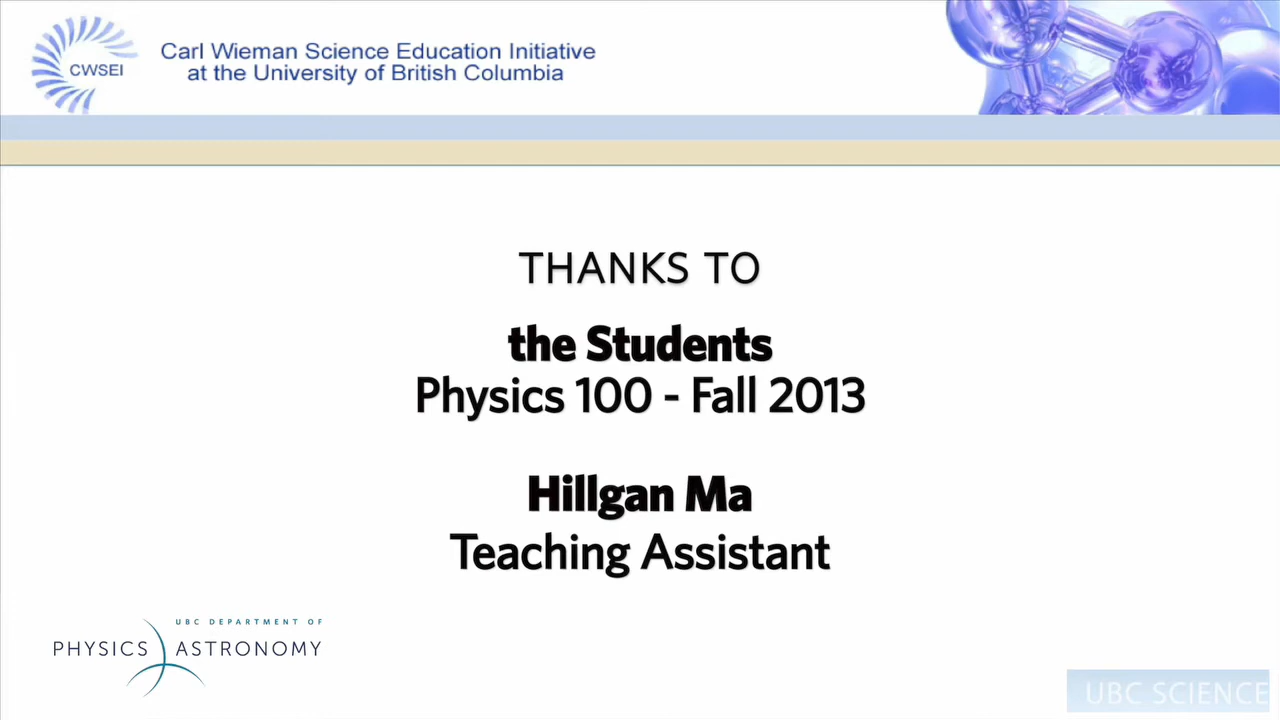 CWSEI
Carl Wieman Science Education Initiative
at the University of British Columbia
THANKS TO
the Students
Physics 100 - Fall 2013
Hillgan Ma
Teaching Assistant
UBC DEPARTMENT OF
PHYSICS ASTRONOMY
UBC SCIENCE